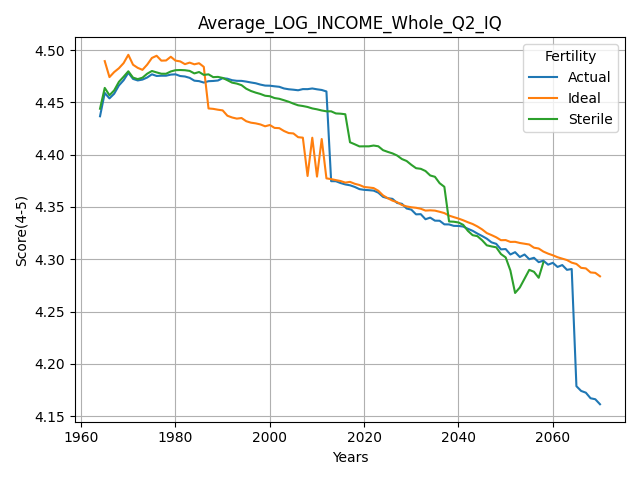 Average_LOG_INCOME_Whole_Q2_IQ
Score(4-5)
4.50
4.45
4.40
4.35
4.30
4.25
4.20
4.15
Fertility
Actual
Ideal
Sterile
1960
1980
2000
2020
2040
2060
Years